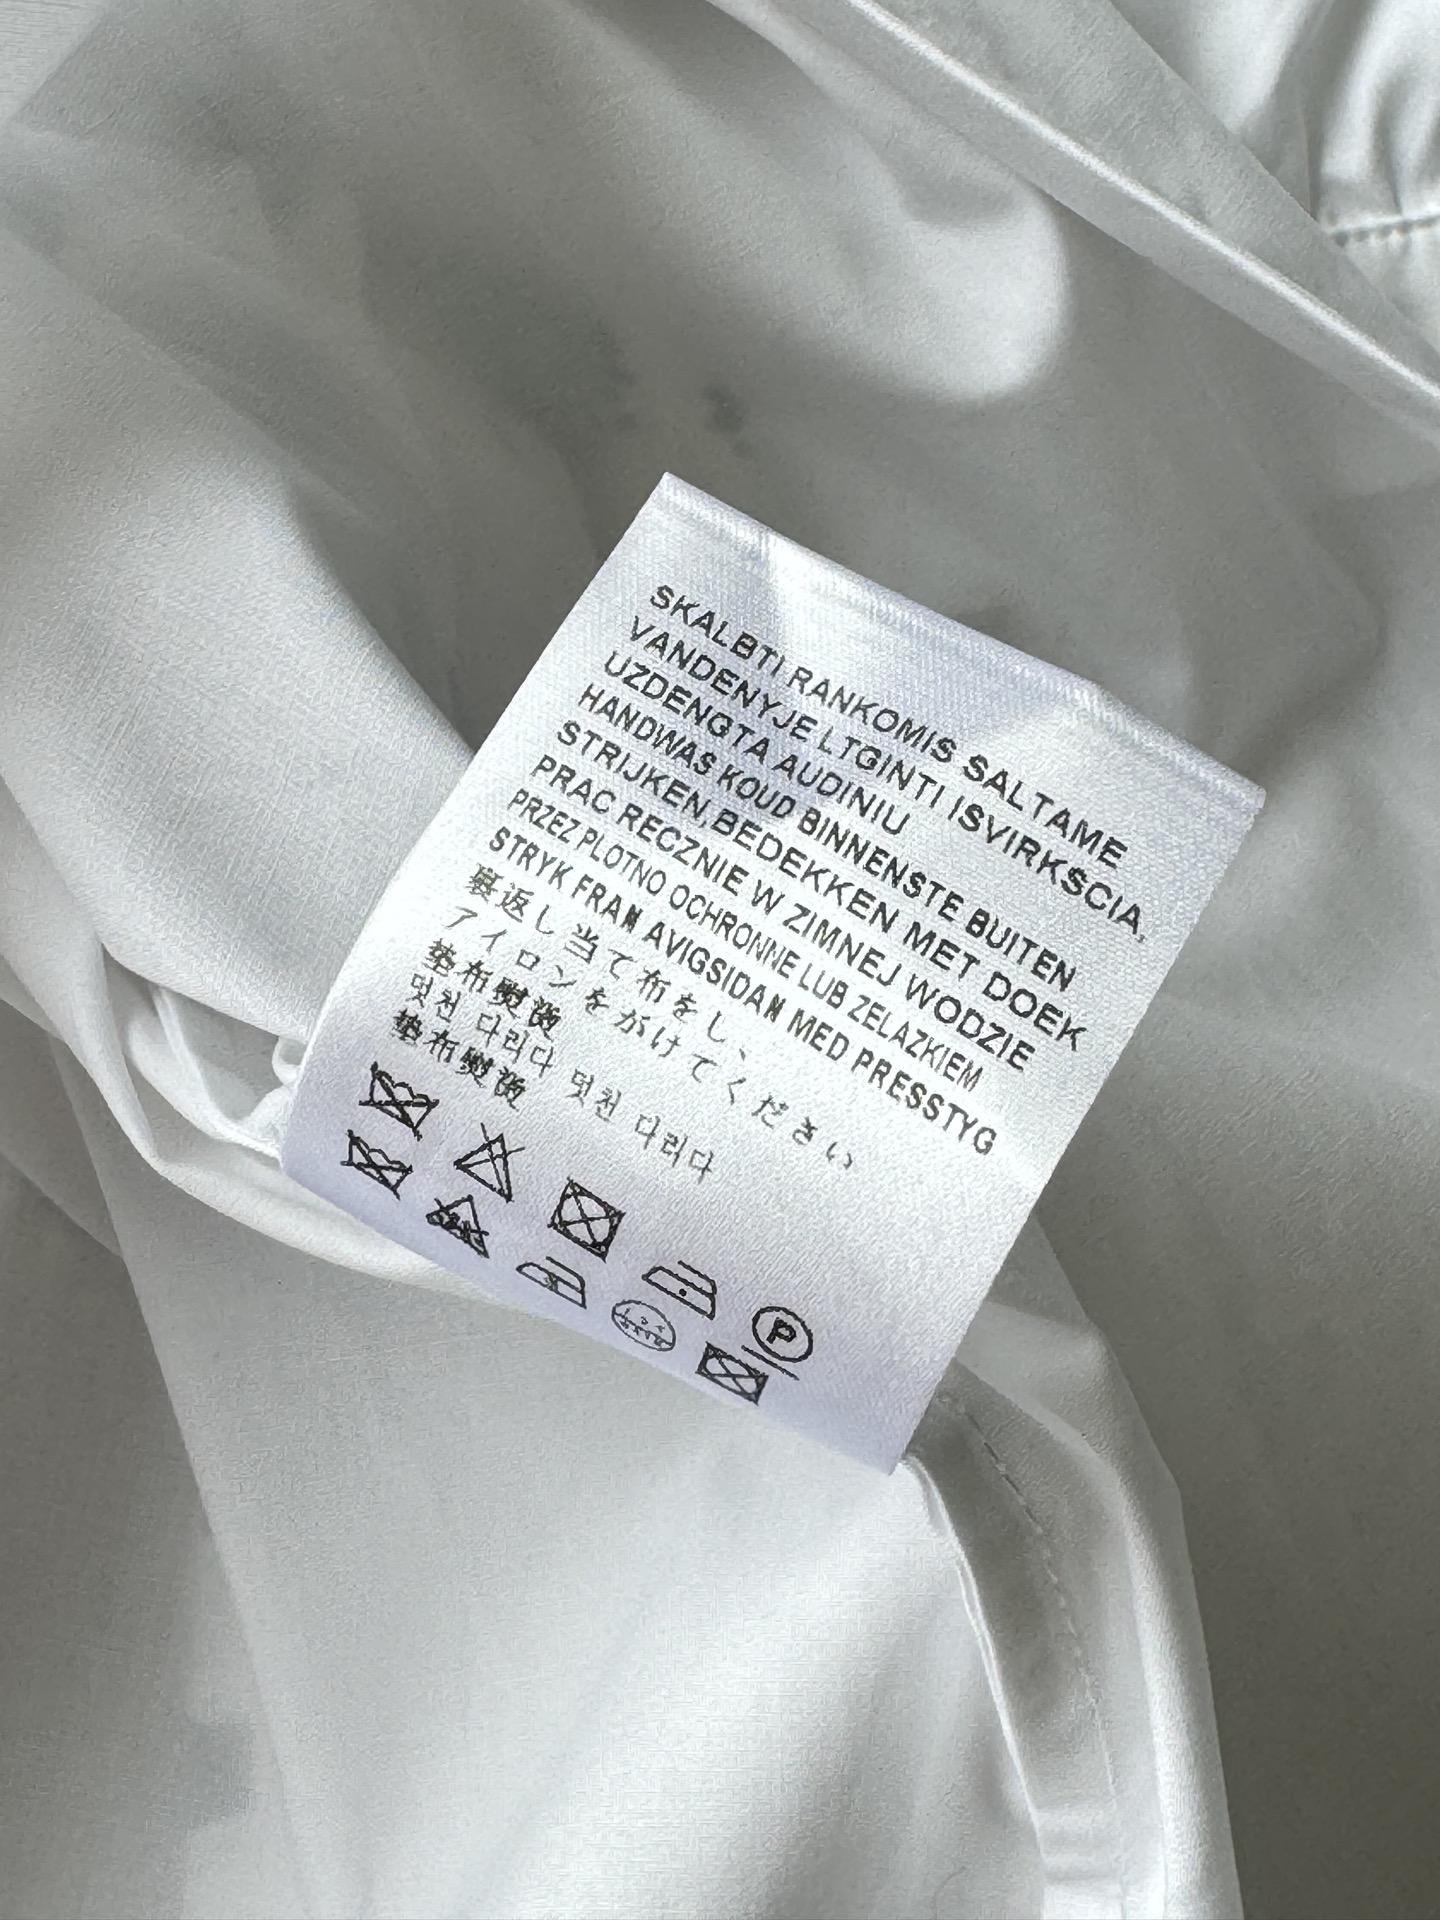 SKALBTI RANKOMIS SALTAME
VANDENYJE LTGINTI ISVIRKSCIA,
UZDENGTA AUDINIU
HANDWAS KOUD BINNENSTE BUITEN
STRIJKEN,BEDEKKEN MET DOEK
PRAC RECZNIE W ZIMNEJ WODZIE
PRZEZ PLOTNO OCHRONNE LUB ZELAZKIEM
STRYK FRAN AVIGSIDAN MED PRESSTYG
裏返し当て布をし、
アイロンをがけてください
垫布熨烫
덧천 다리다 덧천 다리다
垫布熨烫
P